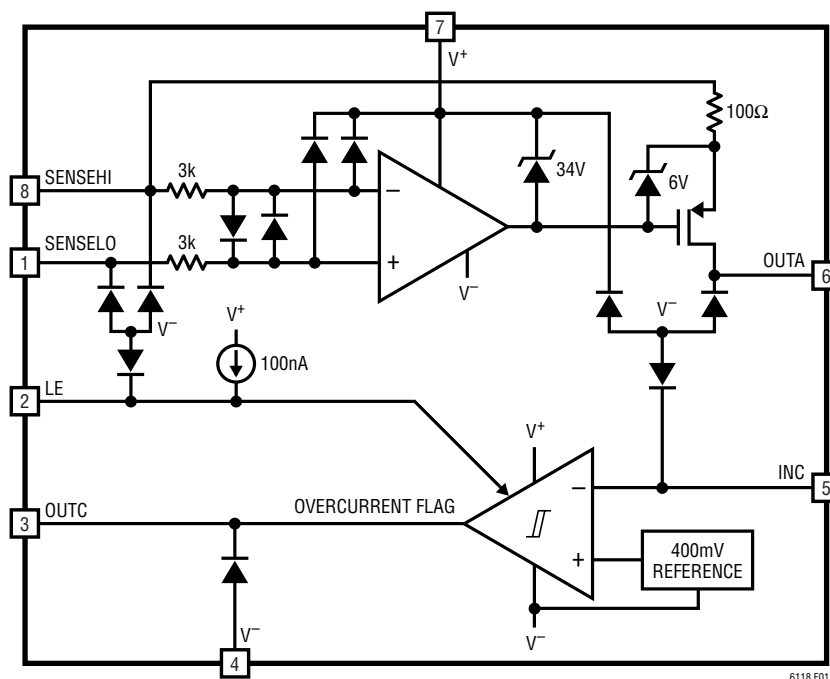 7
V+
100Ω
3k
34V
6V
8 SENSEHI
−
3k
1 SENSELO
+
V−
OUTA 6
V−
V−
V+
100nA
2 LE
V+
INC 5
−
3 OUTC
OVERCURRENT FLAG
400mV
REFERENCE
+
V−
V−
4
6118 F01